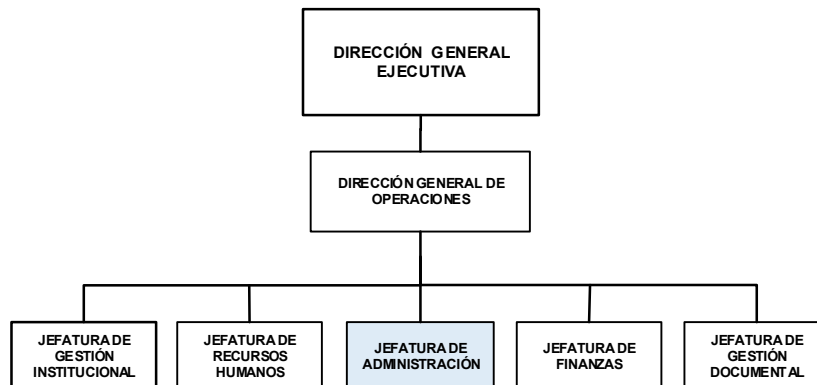 DIRECCIÓN GENERAL
EJECUTIVA
DIRECCIÓN GENERAL DE
OPERACIONES
JEFATURA DE
GESTIÓN
INSTITUCIONAL
JEFATURA DE
RECURSOS
HUMANOS
JEFATURA DE
ADMINISTRACIÓN
JEFATURA DE
FINANZAS
JEFATURA DE
GESTIÓN
DOCUMENTAL